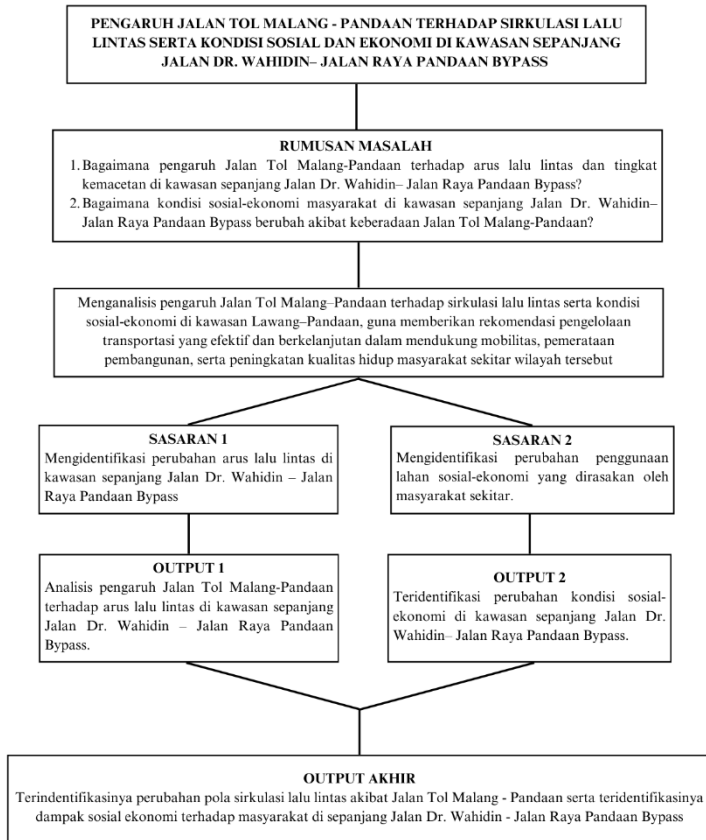 PENGARUH JALAN TOL MALANG - PANDAAN TERHADAP SIRKULASI LALU
LINTAS SERTA KONDISI SOSIAL DAN EKONOMI DI KAWASAN SEPANJANG
JALAN DR. WAHIDIN– JALAN RAYA PANDAAN BYPASS
RUMUSAN MASALAH
1. Bagaimana pengaruh Jalan Tol Malang-Pandaan terhadap arus lalu lintas dan tingkat
kemacetan di kawasan sepanjang Jalan Dr. Wahidin– Jalan Raya Pandaan Bypass?
2. Bagaimana kondisi sosial-ekonomi masyarakat di kawasan sepanjang Jalan Dr. Wahidin–
Jalan Raya Pandaan Bypass berubah akibat keberadaan Jalan Tol Malang-Pandaan?
Menganalisis pengaruh Jalan Tol Malang–Pandaan terhadap sirkulasi lalu lintas serta kondisi
sosial-ekonomi di kawasan Lawang–Pandaan, guna memberikan rekomendasi pengelolaan
transportasi yang efektif dan berkelanjutan dalam mendukung mobilitas, pemerataan
pembangunan, serta peningkatan kualitas hidup masyarakat sekitar wilayah tersebut
SASARAN 1
Mengidentifikasi perubahan arus lalu lintas di
kawasan sepanjang Jalan Dr. Wahidin – Jalan
Raya Pandaan Bypass
SASARAN 2
Mengidentifikasi perubahan penggunaan
lahan sosial-ekonomi yang dirasakan oleh
masyarakat sekitar.
OUTPUT 1
Analisis pengaruh Jalan Tol Malang-Pandaan
terhadap arus lalu lintas di kawasan sepanjang
Jalan Dr. Wahidin – Jalan Raya Pandaan
Bypass.
OUTPUT 2
Teridentifikasi perubahan kondisi sosial-
ekonomi di kawasan sepanjang Jalan Dr.
Wahidin– Jalan Raya Pandaan Bypass.
OUTPUT AKHIR
Terindentifikasinya perubahan pola sirkulasi lalu lintas akibat Jalan Tol Malang - Pandaan serta teridentifikasinya
dampak sosial ekonomi terhadap masyarakat di sepanjang Jalan Dr. Wahidin - Jalan Raya Pandaan Bypass